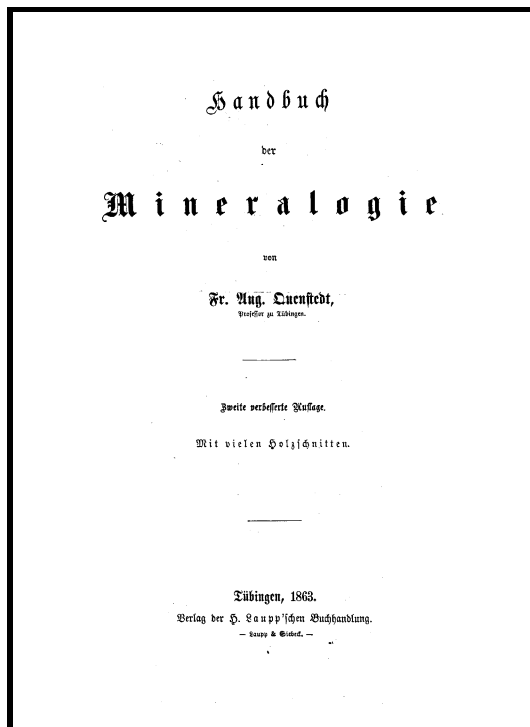 Handbuch
der
Mineralogie
von
Fr. Aug. Quenstedt,
Professor zu Tübingen.
Zweite verbesserte Auflage.
Mit vielen Holzschnitten.
Tübingen, 1863.
Verlag der H. Laupp'schen Buchhandlung.
— Laupp & Siebeck. —